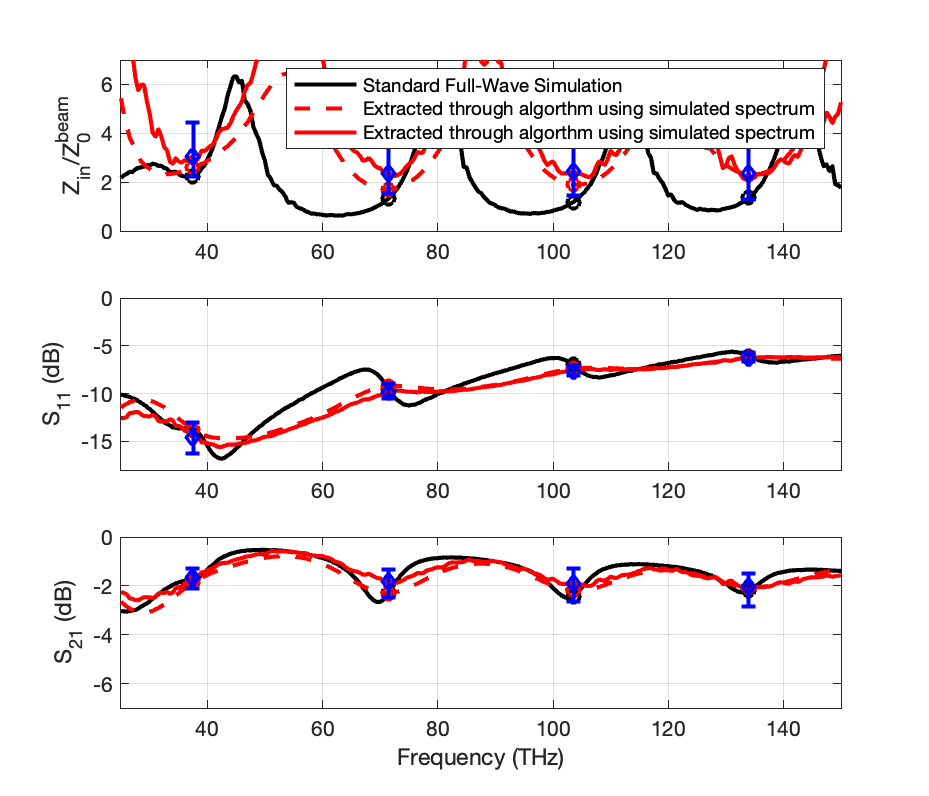 6
4
2
0
Z_in/Z_0^beam
Standard Full-Wave Simulation
Extracted through algorthm using simulated spectrum
Extracted through algorthm using simulated spectrum
40 60 80 100 120 140
0
-5
-10
-15
S_11 (dB)
40 60 80 100 120 140
0
-2
-4
-6
S_21 (dB)
40 60 80 100 120 140
Frequency (THz)